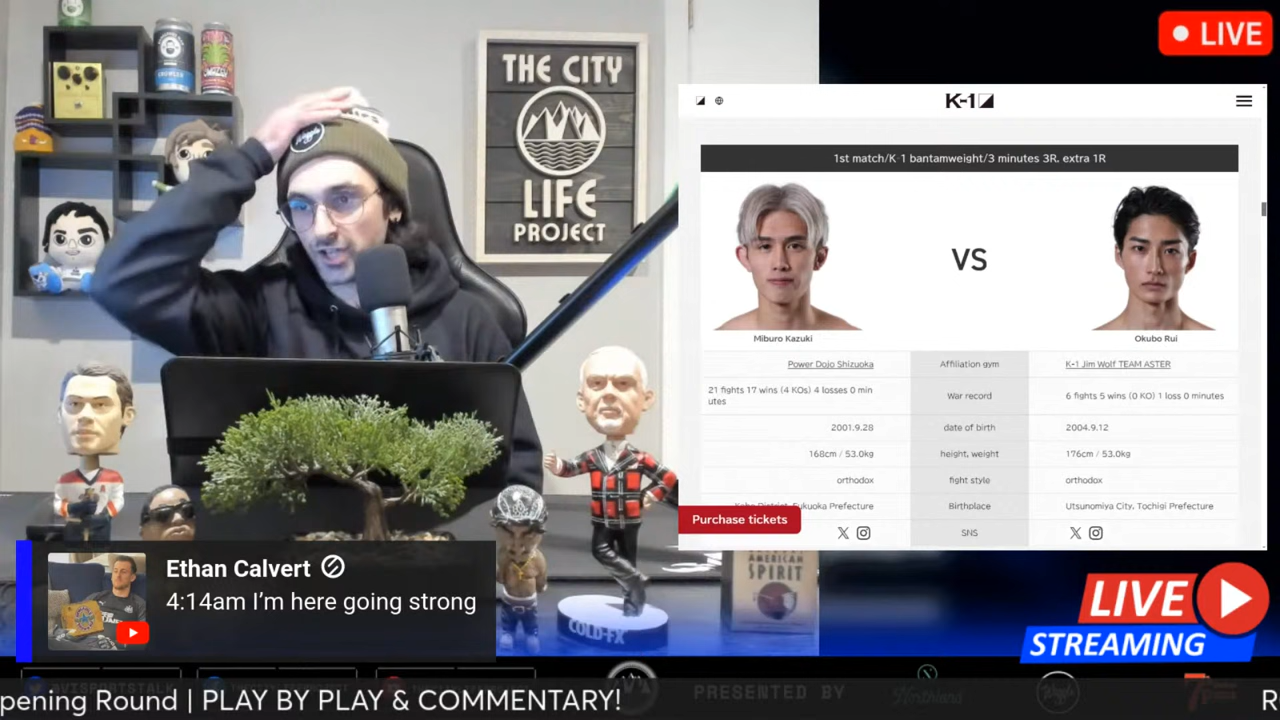 THE CITY
LIFE
PROJECT
LIVE
K-1
1st match/K-1 bantamweight/3 minutes 3R, extra 1R
VS
Miburo Kazuki
Okubo Rui
Power Dojo Shizuoka
Affiliation gym
K-1 Jim Wolf TEAM ASTER
21 fights 17 wins (4 KOs) 4 losses 0 min
utes
War record
6 fights 5 wins (0 KO) 1 loss 0 minutes
2001.9.28
date of birth
2004.9.12
168cm / 53.0kg
height, weight
176cm / 53.0kg
orthodox
fight style
orthodox
Fukuoka Prefecture
Birthplace
Utsunomiya City, Tochigi Prefecture
Purchase tickets
SNS
Ethan Calvert
4:14am I’m here going strong
AMERICAN
SPIRIT
COLD-FX
LIVE
STREAMING
PRESENTED BY
Northland
pening Round | PLAY BY PLAY & COMMENTARY!
R